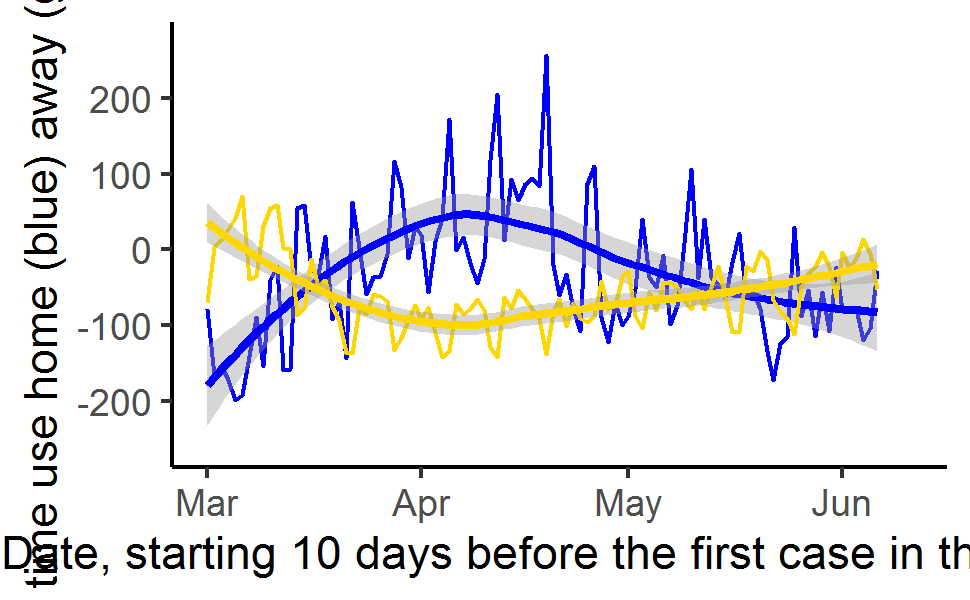 time use home (blue) away (
200
100
0
-100
-200
Mar Apr May Jun
Date, starting 10 days before the first case in th